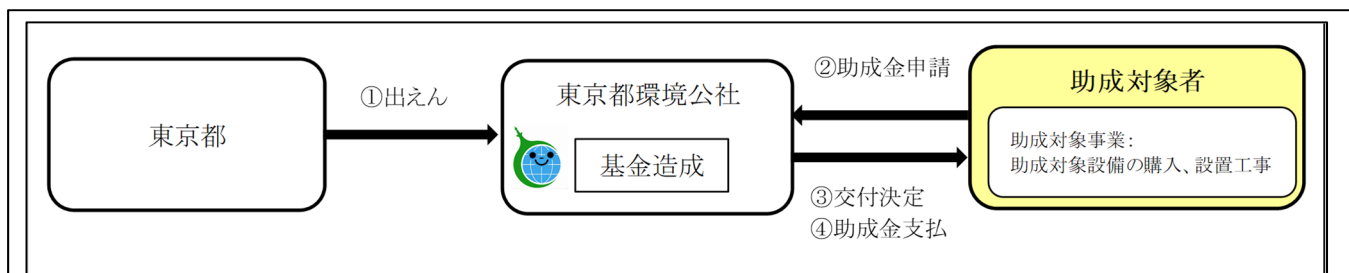 東京都
①出えん
東京都環境公社
基金造成
②助成金申請
③交付決定
④助成金支払
助成対象者
助成対象事業：
助成対象設備の購入、設置工事